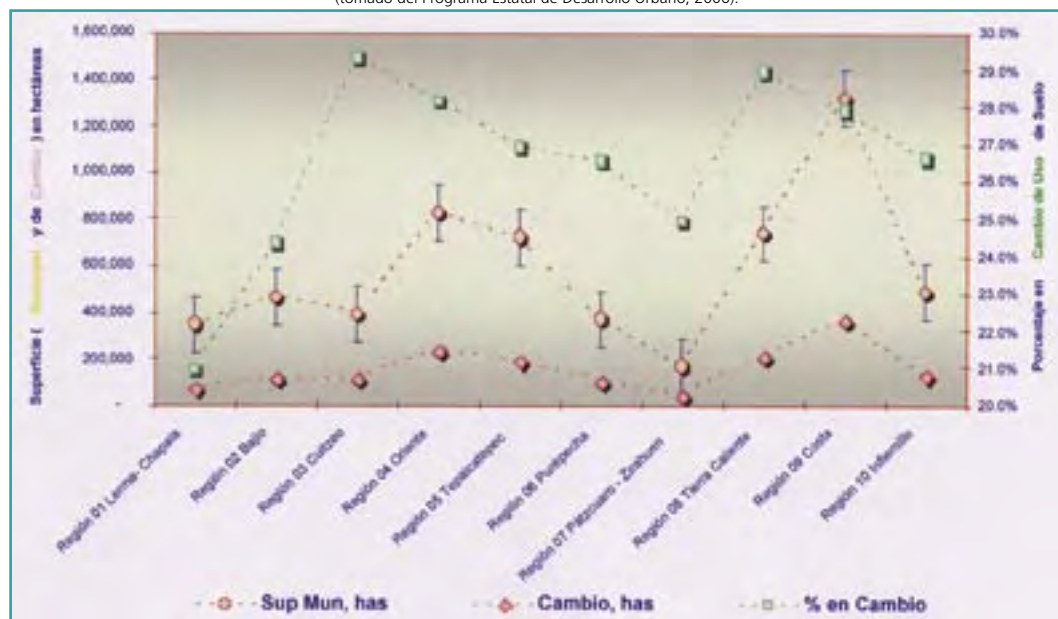 (tomado del Programa Estatal de Desarrollo Urbano, 2006).
1,600,000
1,400,000
1,200,000
1,000,000
800,000
600,000
400,000
200,000
-
30.0%
29.0%
28.0%
27.0%
26.0%
25.0%
24.0%
23.0%
22.0%
21.0%
20.0%
Superficie ( y de Cambio ) en hectáreas
Porcentaje en Cambio de Uso de Suelo
Región 01 Lerma- Chapala
Región 02 Bajio
Región 03 Cuitzeo
Región 04 Oriente
Región 05 Tepalcatepec
Región 06 Purépecha
Región 07 Patzcuaro - Zirahuen
Región 08 Tierra Caliente
Región 09 Costa
Región 10 Infiernillo
Sup Mun, has
Cambio, has
% en Cambio